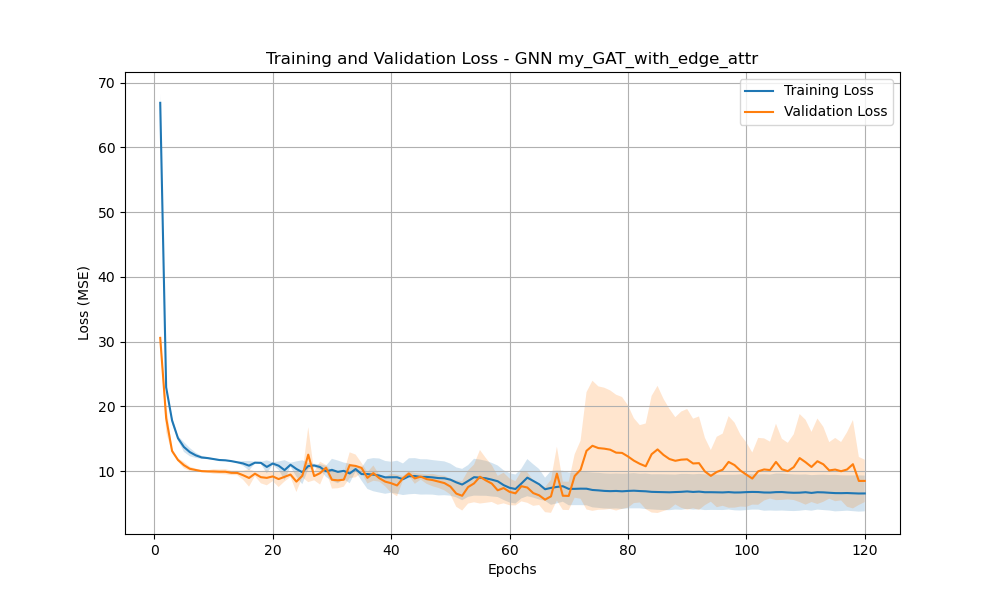 Training and Validation Loss - GNN my_GAT_with_edge_attr
Training Loss
Validation Loss
Loss (MSE)
70
60
50
40
30
20
10
0 20 40 60 80 100 120
Epochs